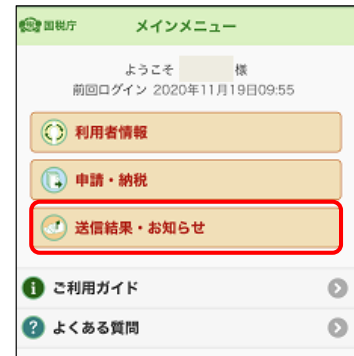 国税庁 メインメニュー
ようこそ 様
前回ログイン 2020年11月19日09:55
利用者情報
申請・納税
送信結果・お知らせ
ご利用ガイド
よくある質問